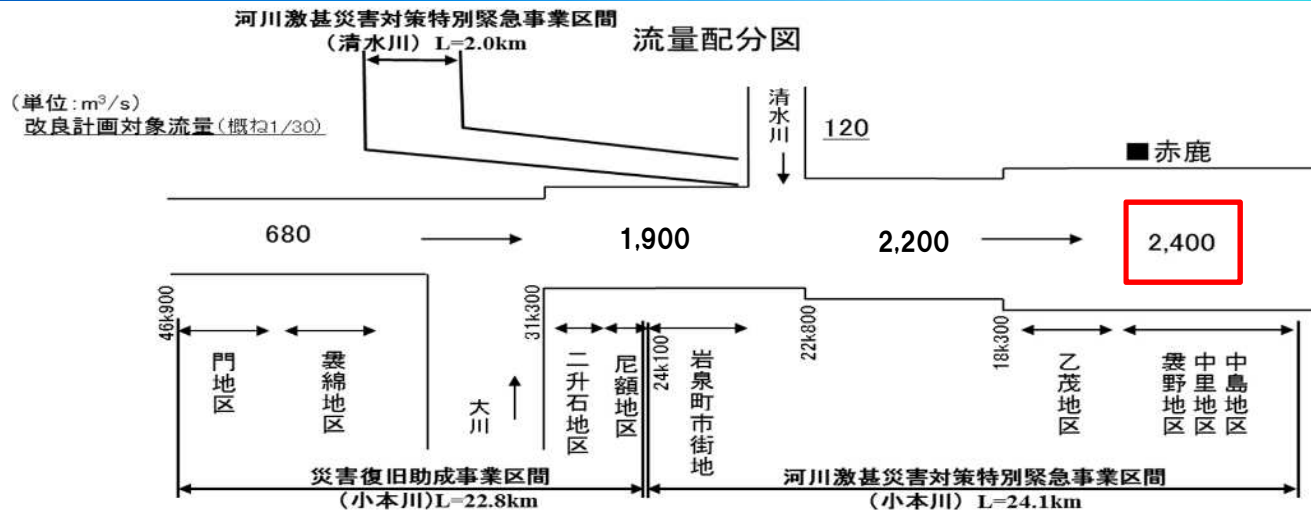 河川激甚災害対策特別緊急事業区間
(清水川) L=2.0km
流量配分図
(単位:m³/s)
改良計画対象流量(概ね1/30)
清水川
120
■赤鹿
680
1,900
2,200
2,400
46k900
31k300
24k100
22k800
18k300
門地区
袰綿地区
大川
二升石地区
尼額地区
岩泉町市街地
乙茂地区
袰野地区
中里地区
中島地区
災害復旧助成事業区間
(小本川)L=22.8km
河川激甚災害対策特別緊急事業区間
(小本川) L=24.1km